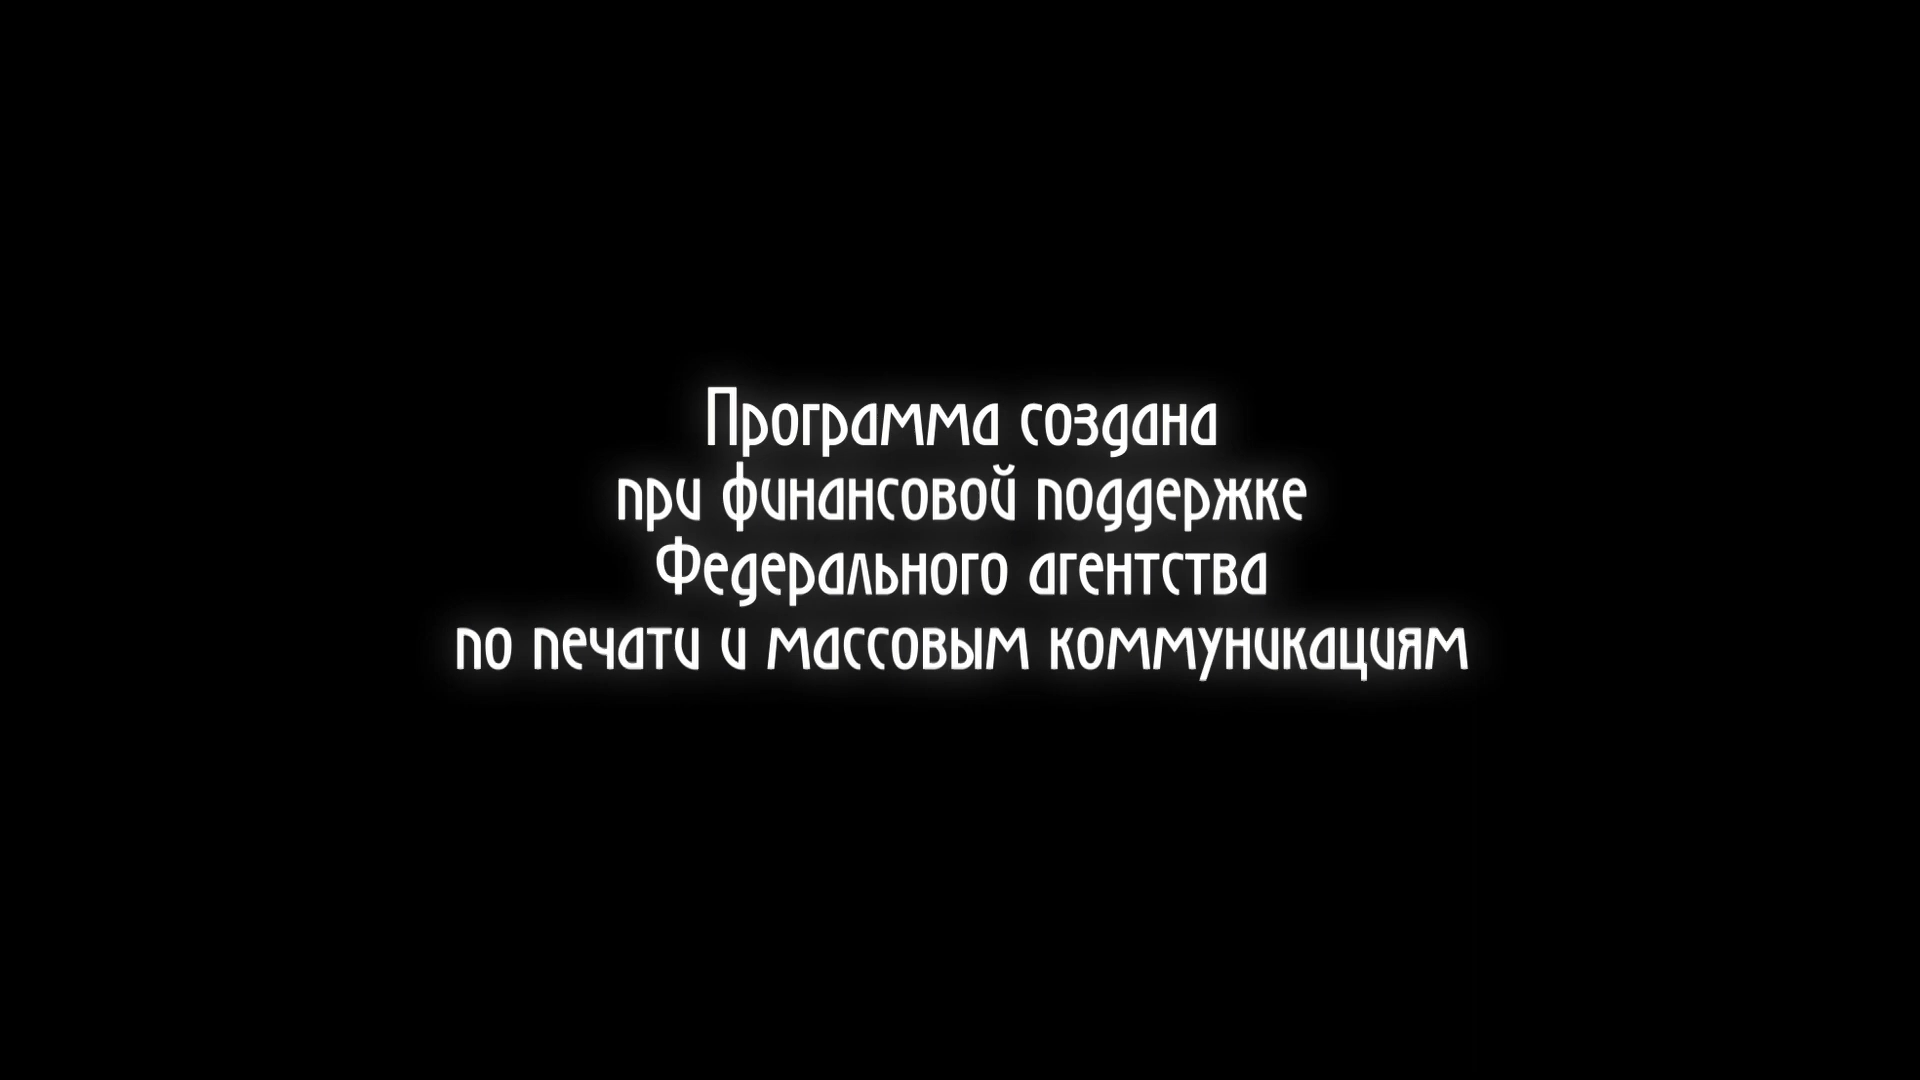 Программа создана
при финансовой поддержке
Федерального агентства
по печати и массовым коммуникациям